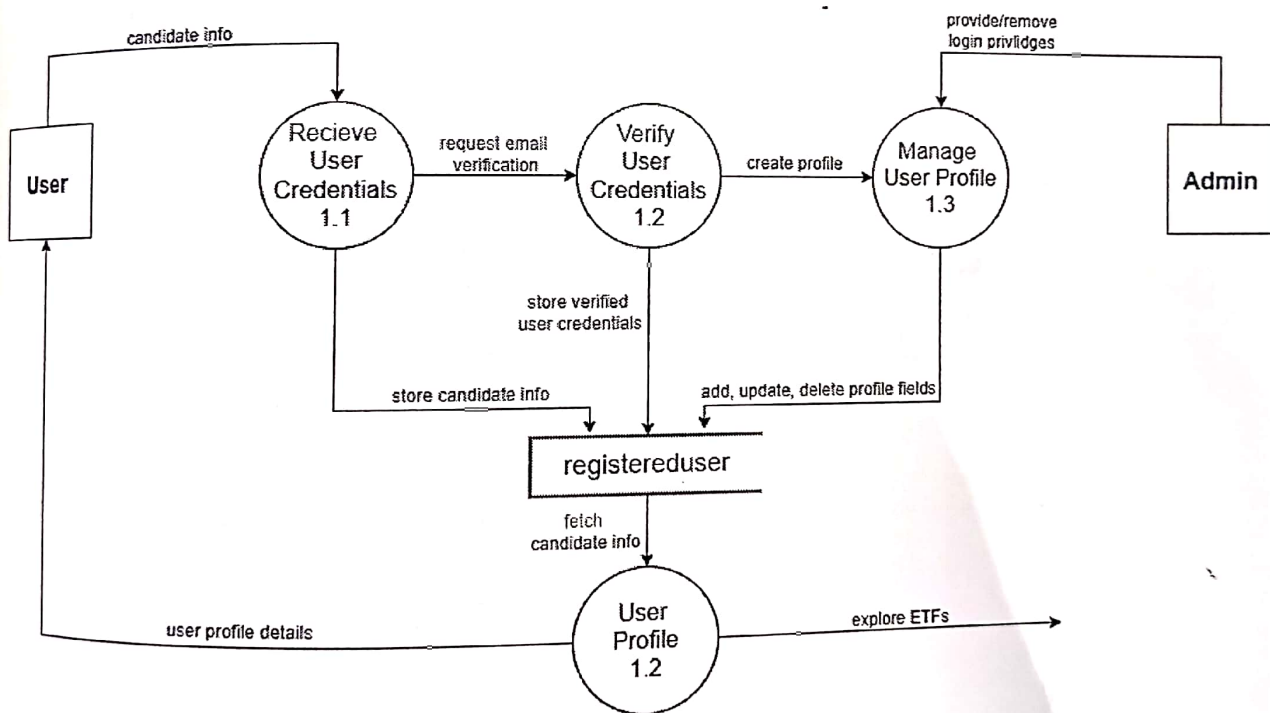 candidate info
provide/remove
login privlidges
User
Recieve
User
Credentials
1.1
request email
verification
Verify
User
Credentials
1.2
create profile
Manage
User Profile
1.3
Admin
store verified
user credentials
store candidate info
add, update, delete profile fields
registereduser
fetch
candidate info
User
Profile
1.2
user profile details
explore ETFs